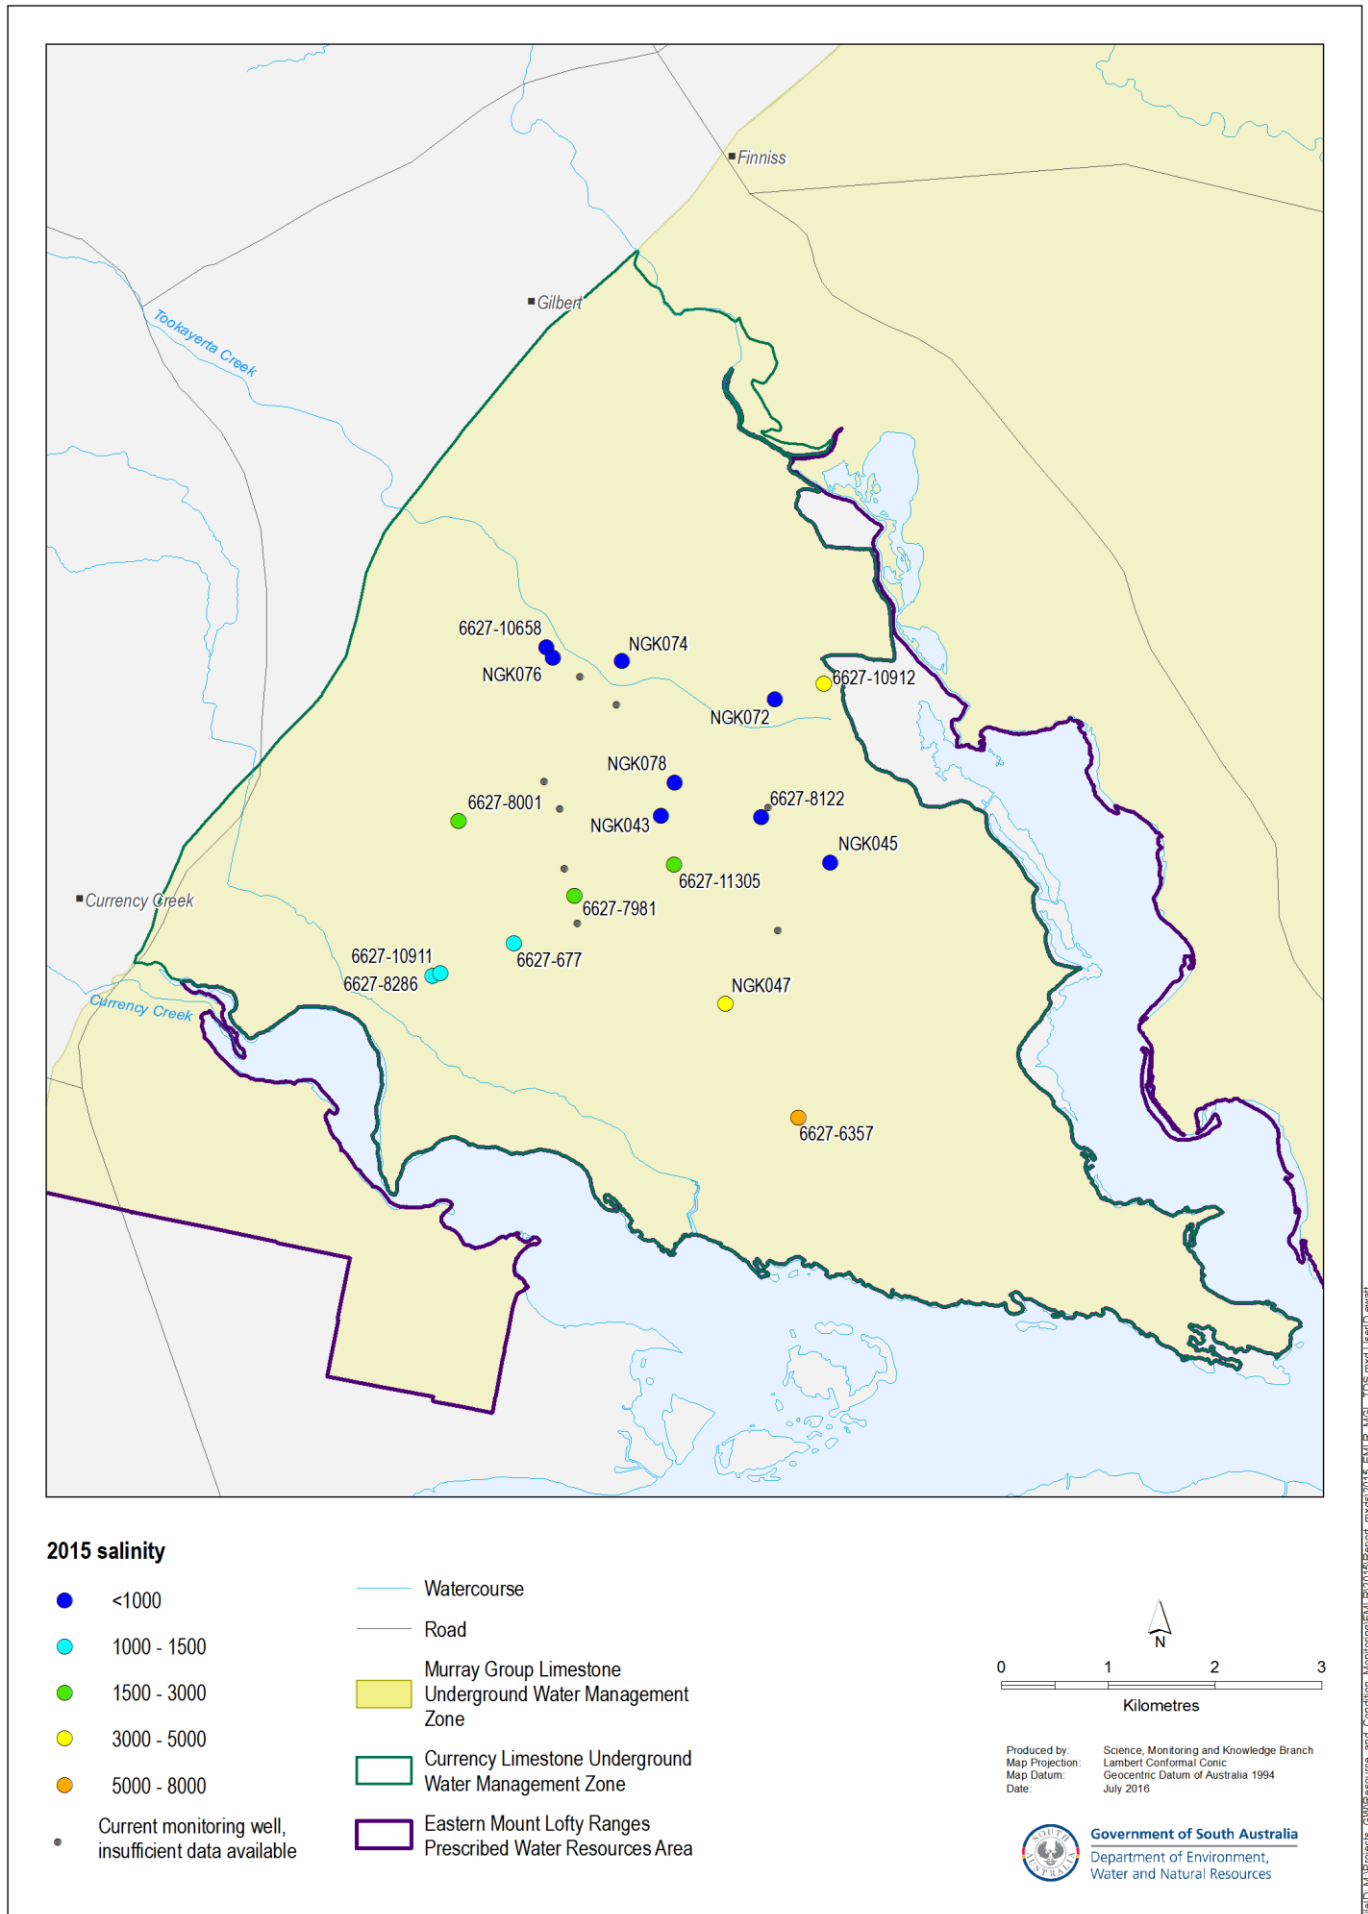 Finniss
Gilbert
Tookayerta Creek
6627-10658
NGK074
NGK076
6627-10912
NGK072
NGK078
6627-8122
6627-8001
NGK043
NGK045
6627-11305
Currency Creek
6627-7981
6627-677
6627-10911
6627-8286
NGK047
Currency Creek
6627-6357
2015 salinity
<1000
1000 - 1500
1500 - 3000
3000 - 5000
5000 - 8000
Current monitoring well,
insufficient data available
Watercourse
Road
Murray Group Limestone
Underground Water Management
Zone
Currency Limestone Underground
Water Management Zone
Eastern Mount Lofty Ranges
Prescribed Water Resources Area
N
0 1 2 3
Kilometres
Produced by: Science, Monitoring and Knowledge Branch
Map Projection: Lambert Conformal Conic
Map Datum: Geocentric Datum of Australia 1994
Date: July 2016
SOUTH
AUSTRALIA
Government of South Australia
Department of Environment,
Water and Natural Resources